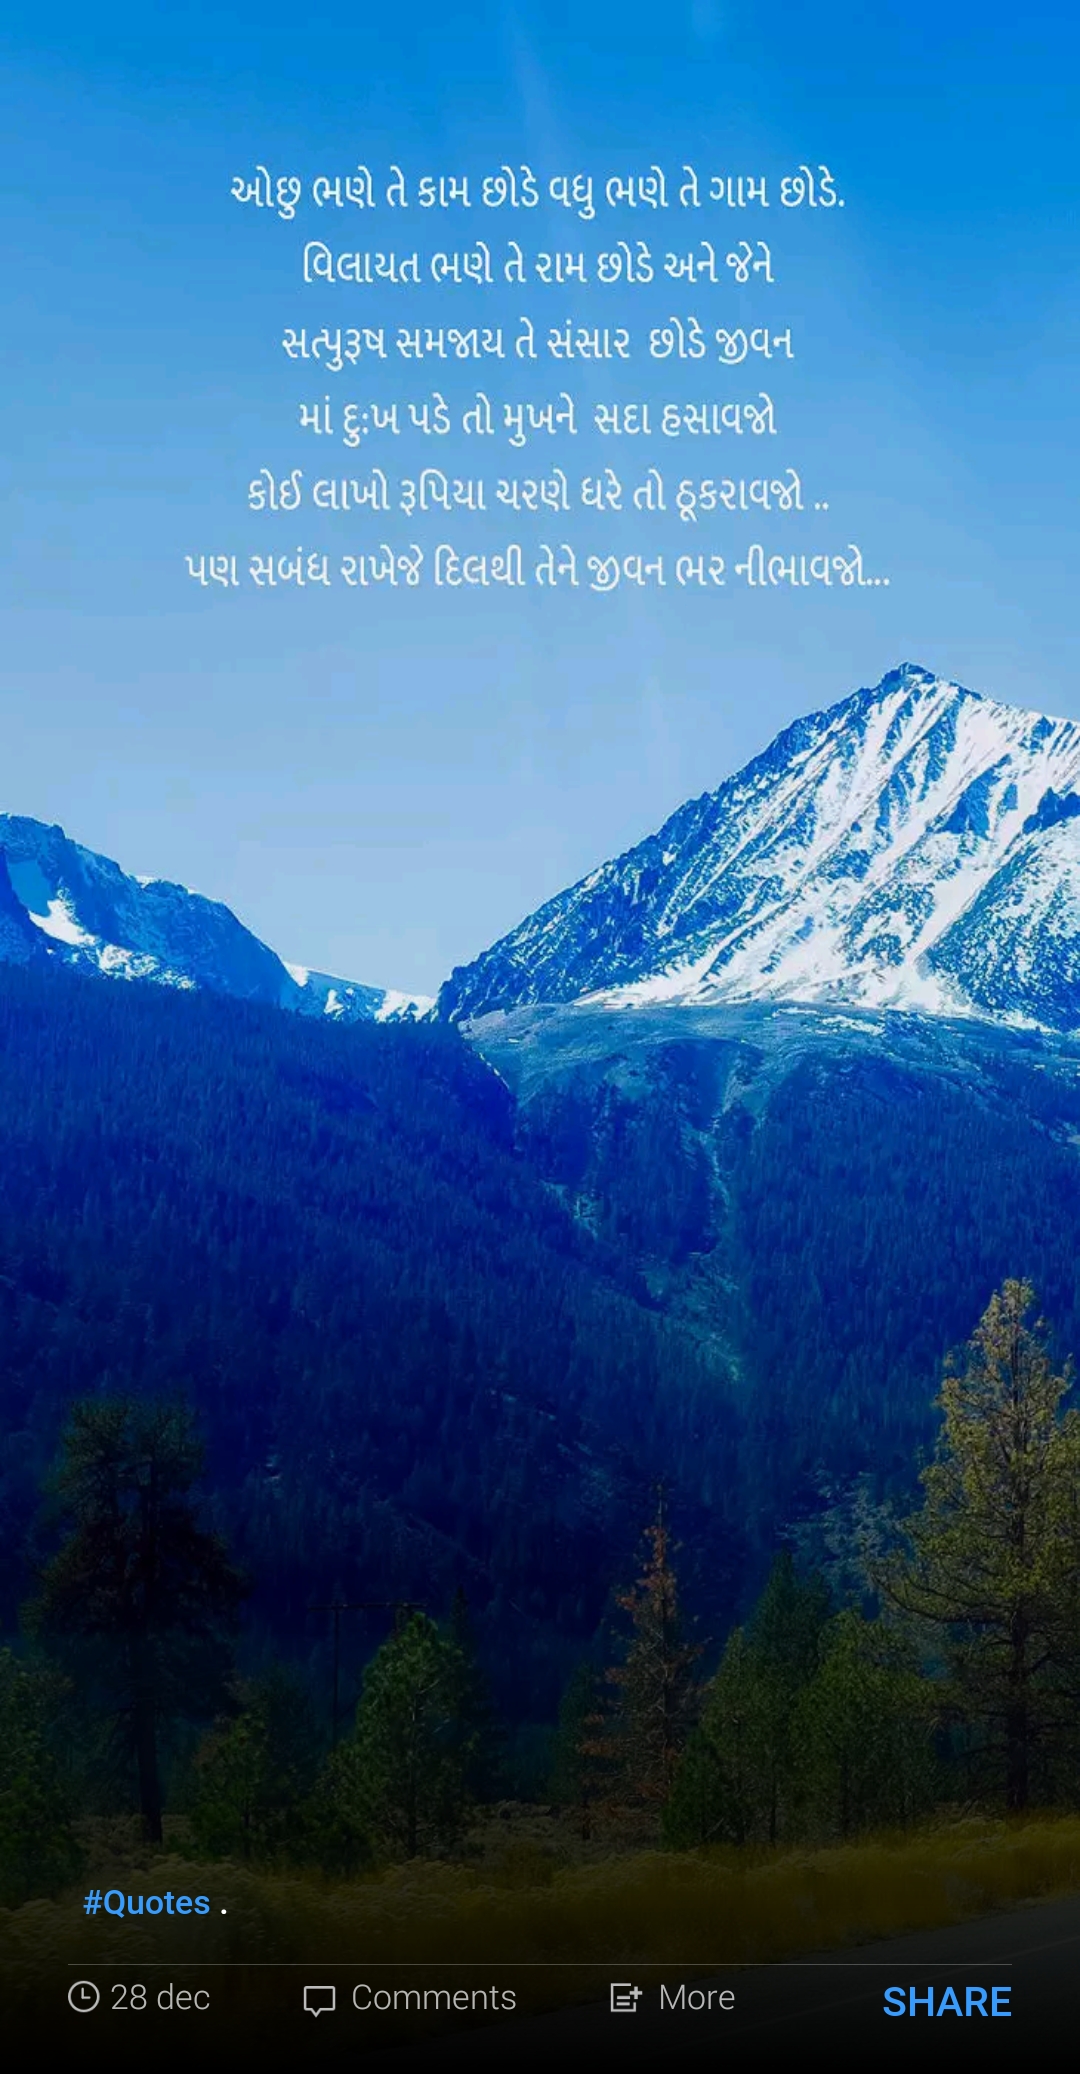 ઓછુ ભણે તે કામ છોડે વધુ ભણે તે ગામ છોડે.
વિલાયત ભણે તે રામ છોડે અને જેને
સત્પુરૂષ સમજાય તે સંસાર છોડે જીવન
માં દુ:ખ પડે તો મુખને સદા હસાવજો
કોઈ લાખો રૂપિયા ચરણે ધરે તો ઠૂકરાવજો ..
પણ સબંધ રાખેજે દિલથી તેને જીવન ભર નીભાવજો...
#Quotes .
28 dec Comments More SHARE